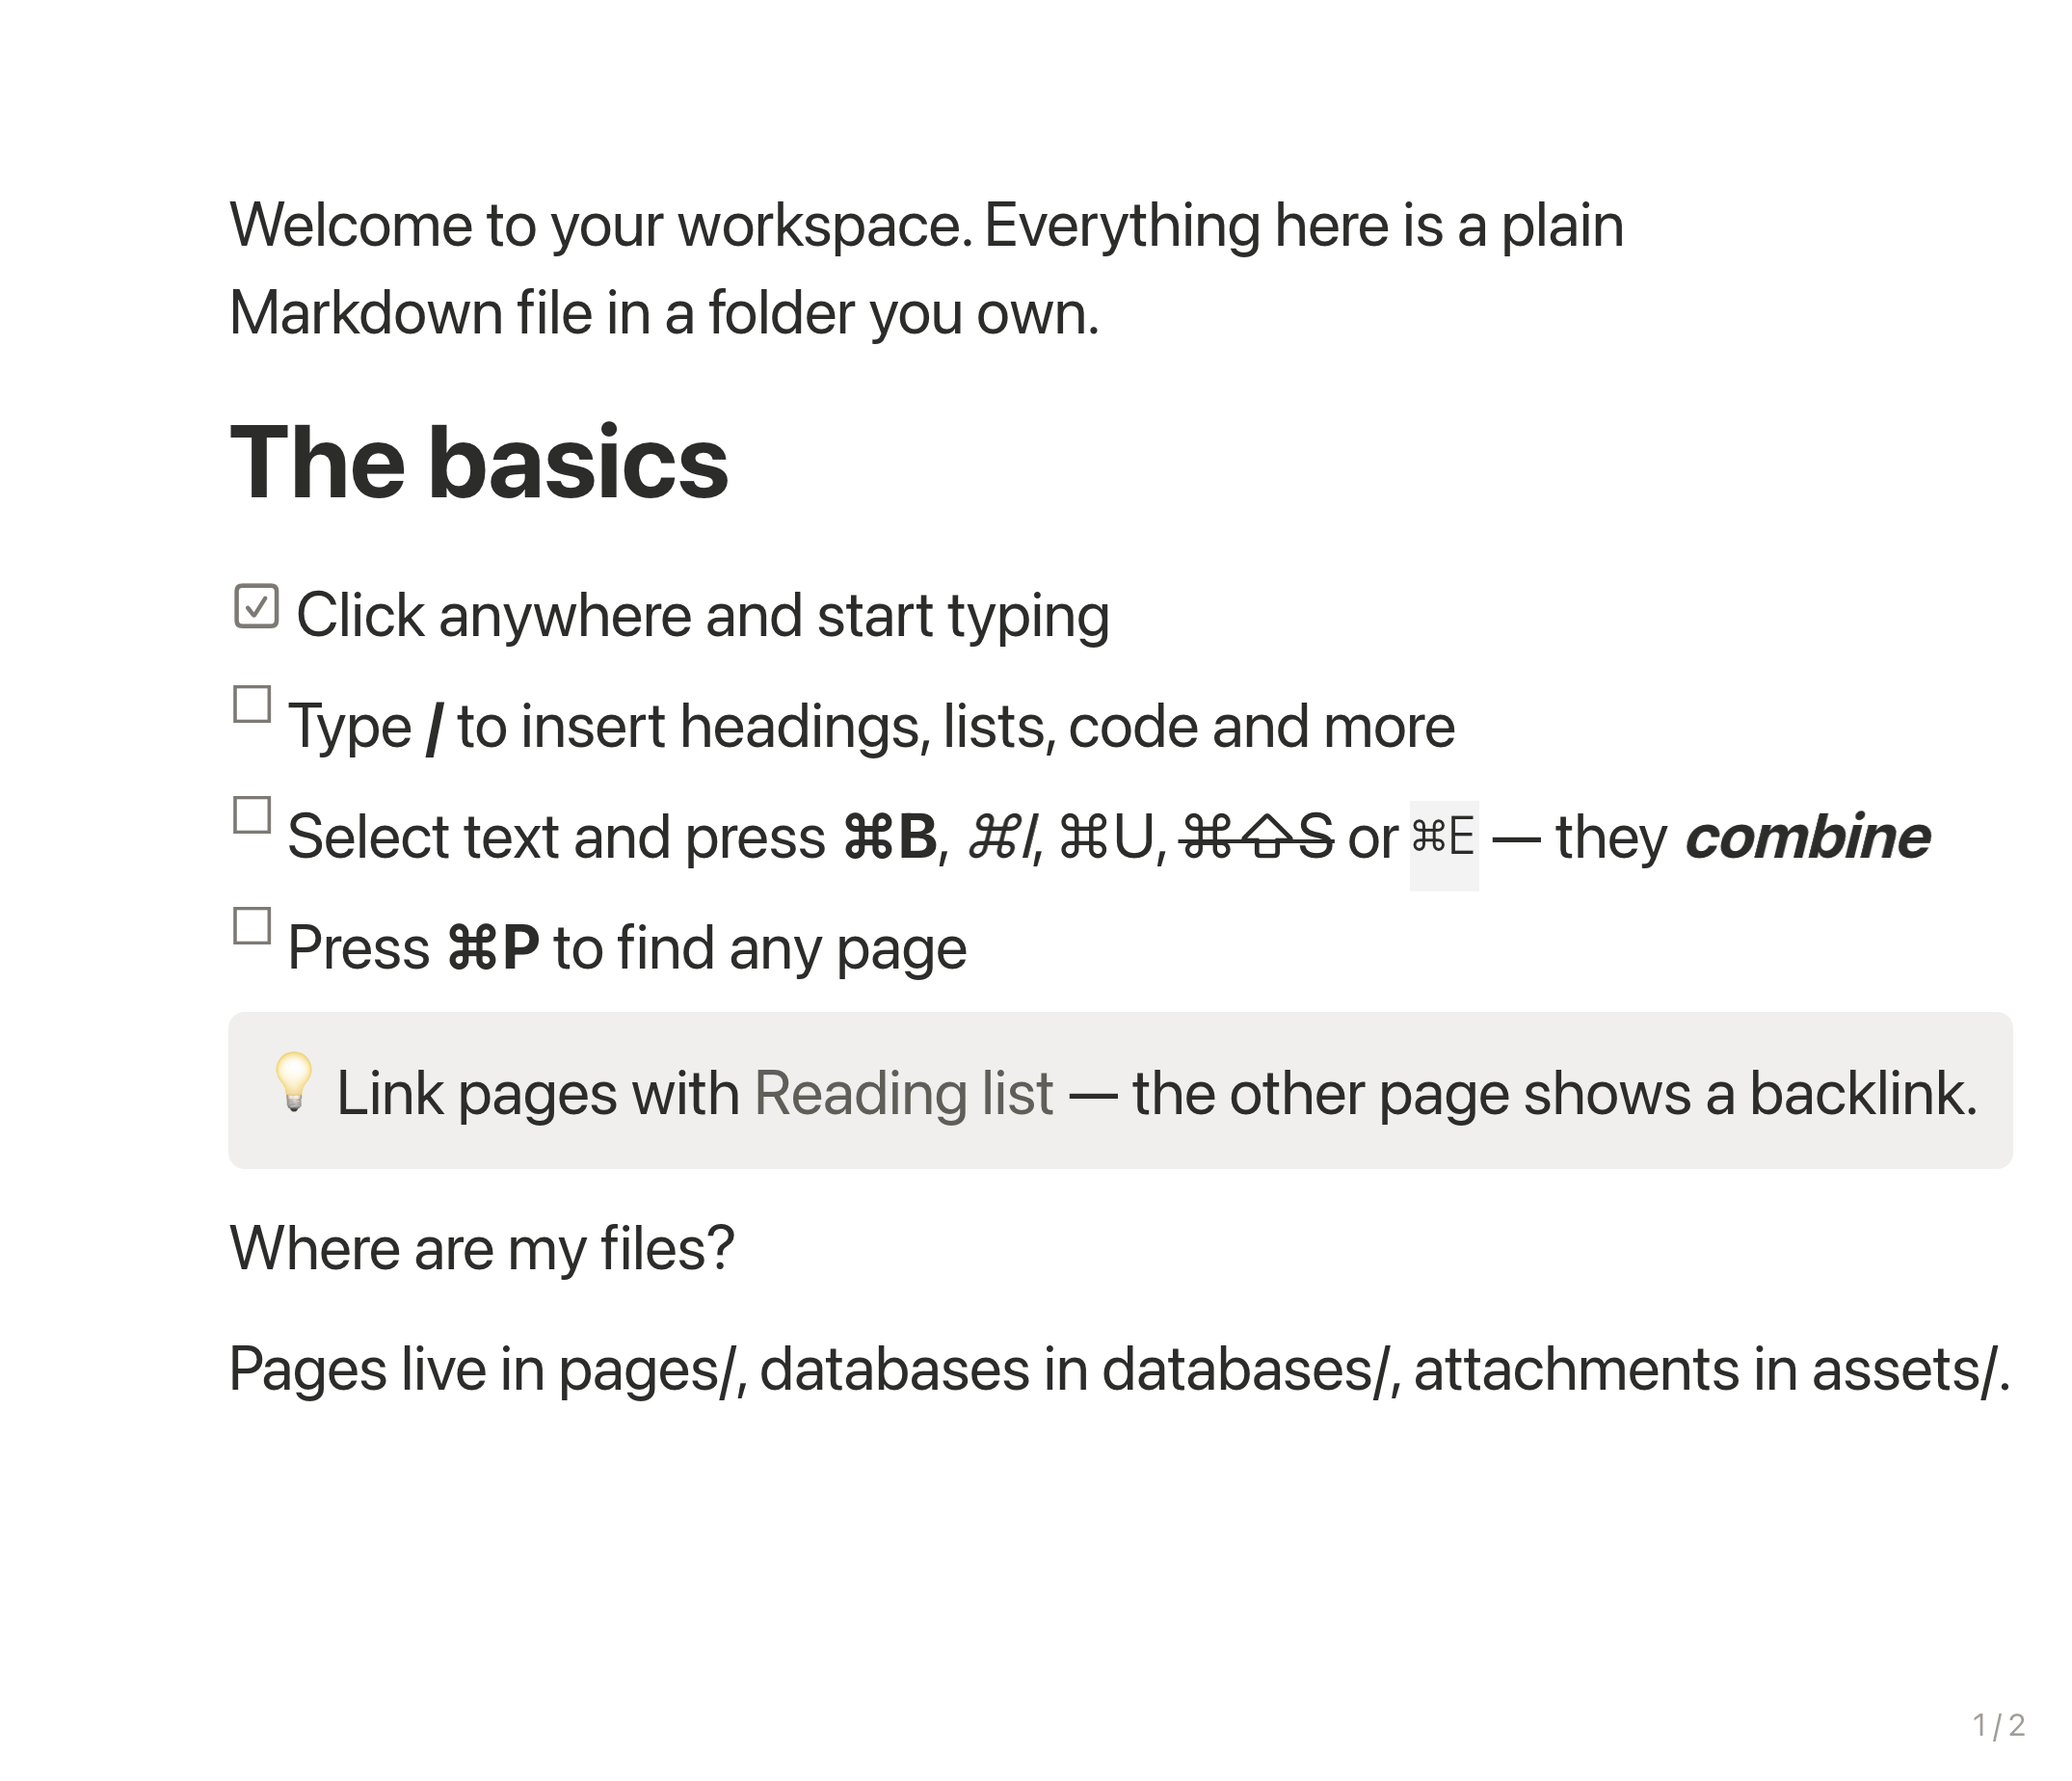 Welcome to your workspace. Everything here is a plain
Markdown file in a folder you own.
The basics
Click anywhere and start typing
Type / to insert headings, lists, code and more
Select text and press ⌘B, ⌘I, ⌘U, ⌘⇧S or ⌘E — they combine
Press ⌘P to find any page
Link pages with Reading list — the other page shows a backlink.
Where are my files?
Pages live in pages/, databases in databases/, attachments in assets/.
1 / 2